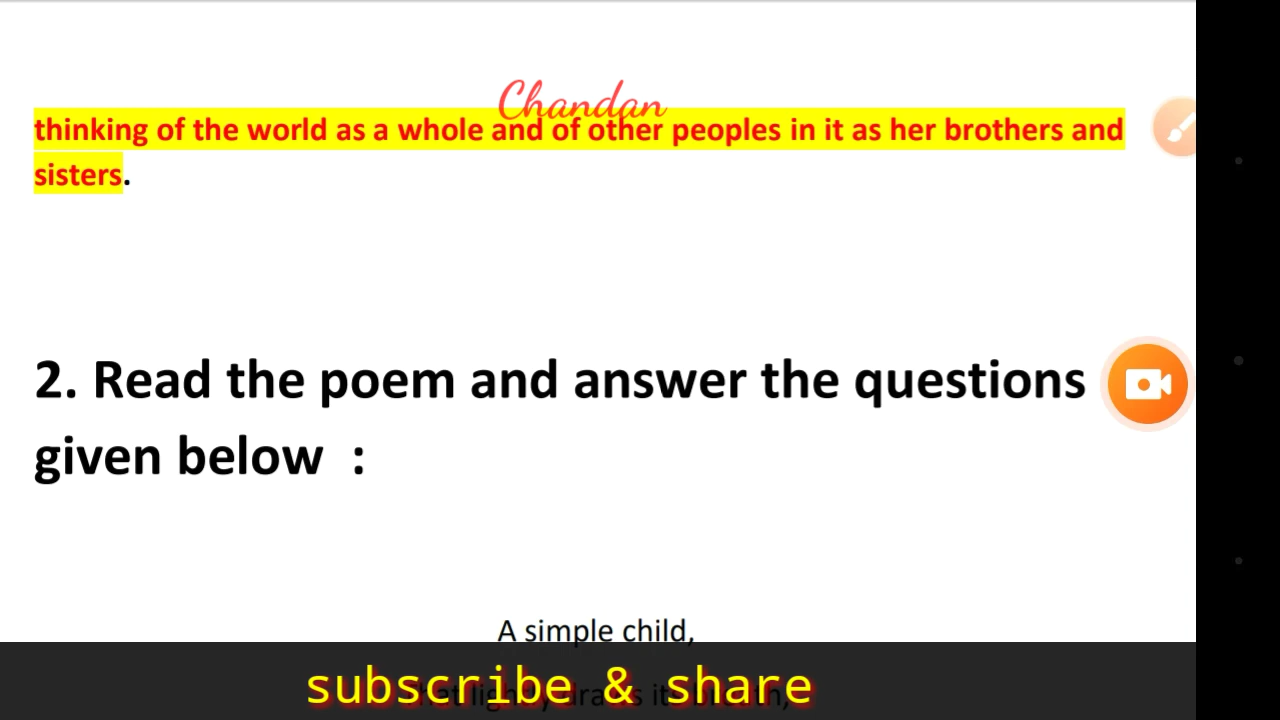 Chandan
thinking of the world as a whole and of other peoples in it as her brothers and
sisters.
2. Read the poem and answer the questions
given below :
A simple child,
subscribe & share